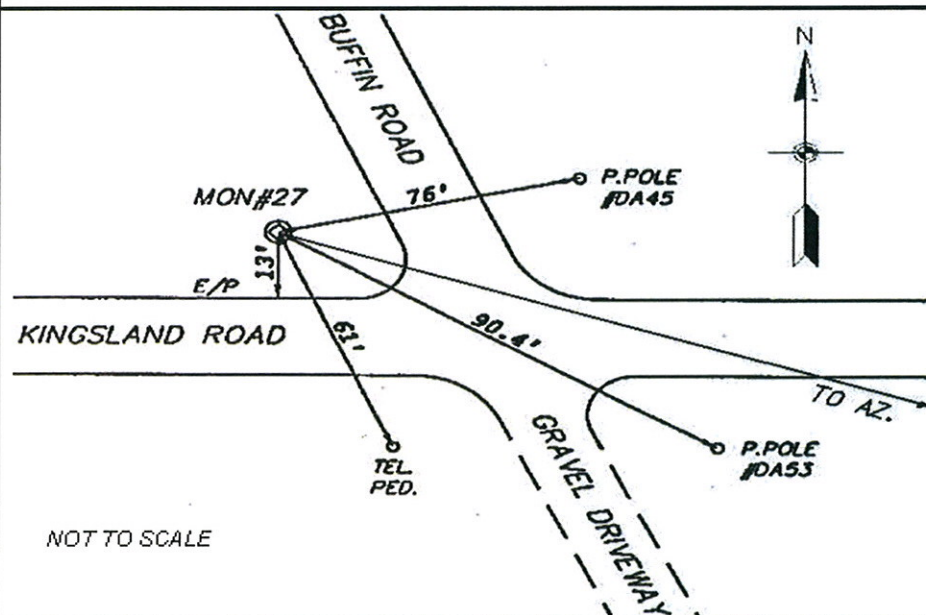 N
BUFFIN ROAD
MON#27
76'
P.POLE
#DA45
13'
E/P
KINGSLAND ROAD
61'
90.4'
TO AZ.
GRAVEL DRIVEWAY
P.POLE
#DA53
TEL.
PED.
NOT TO SCALE